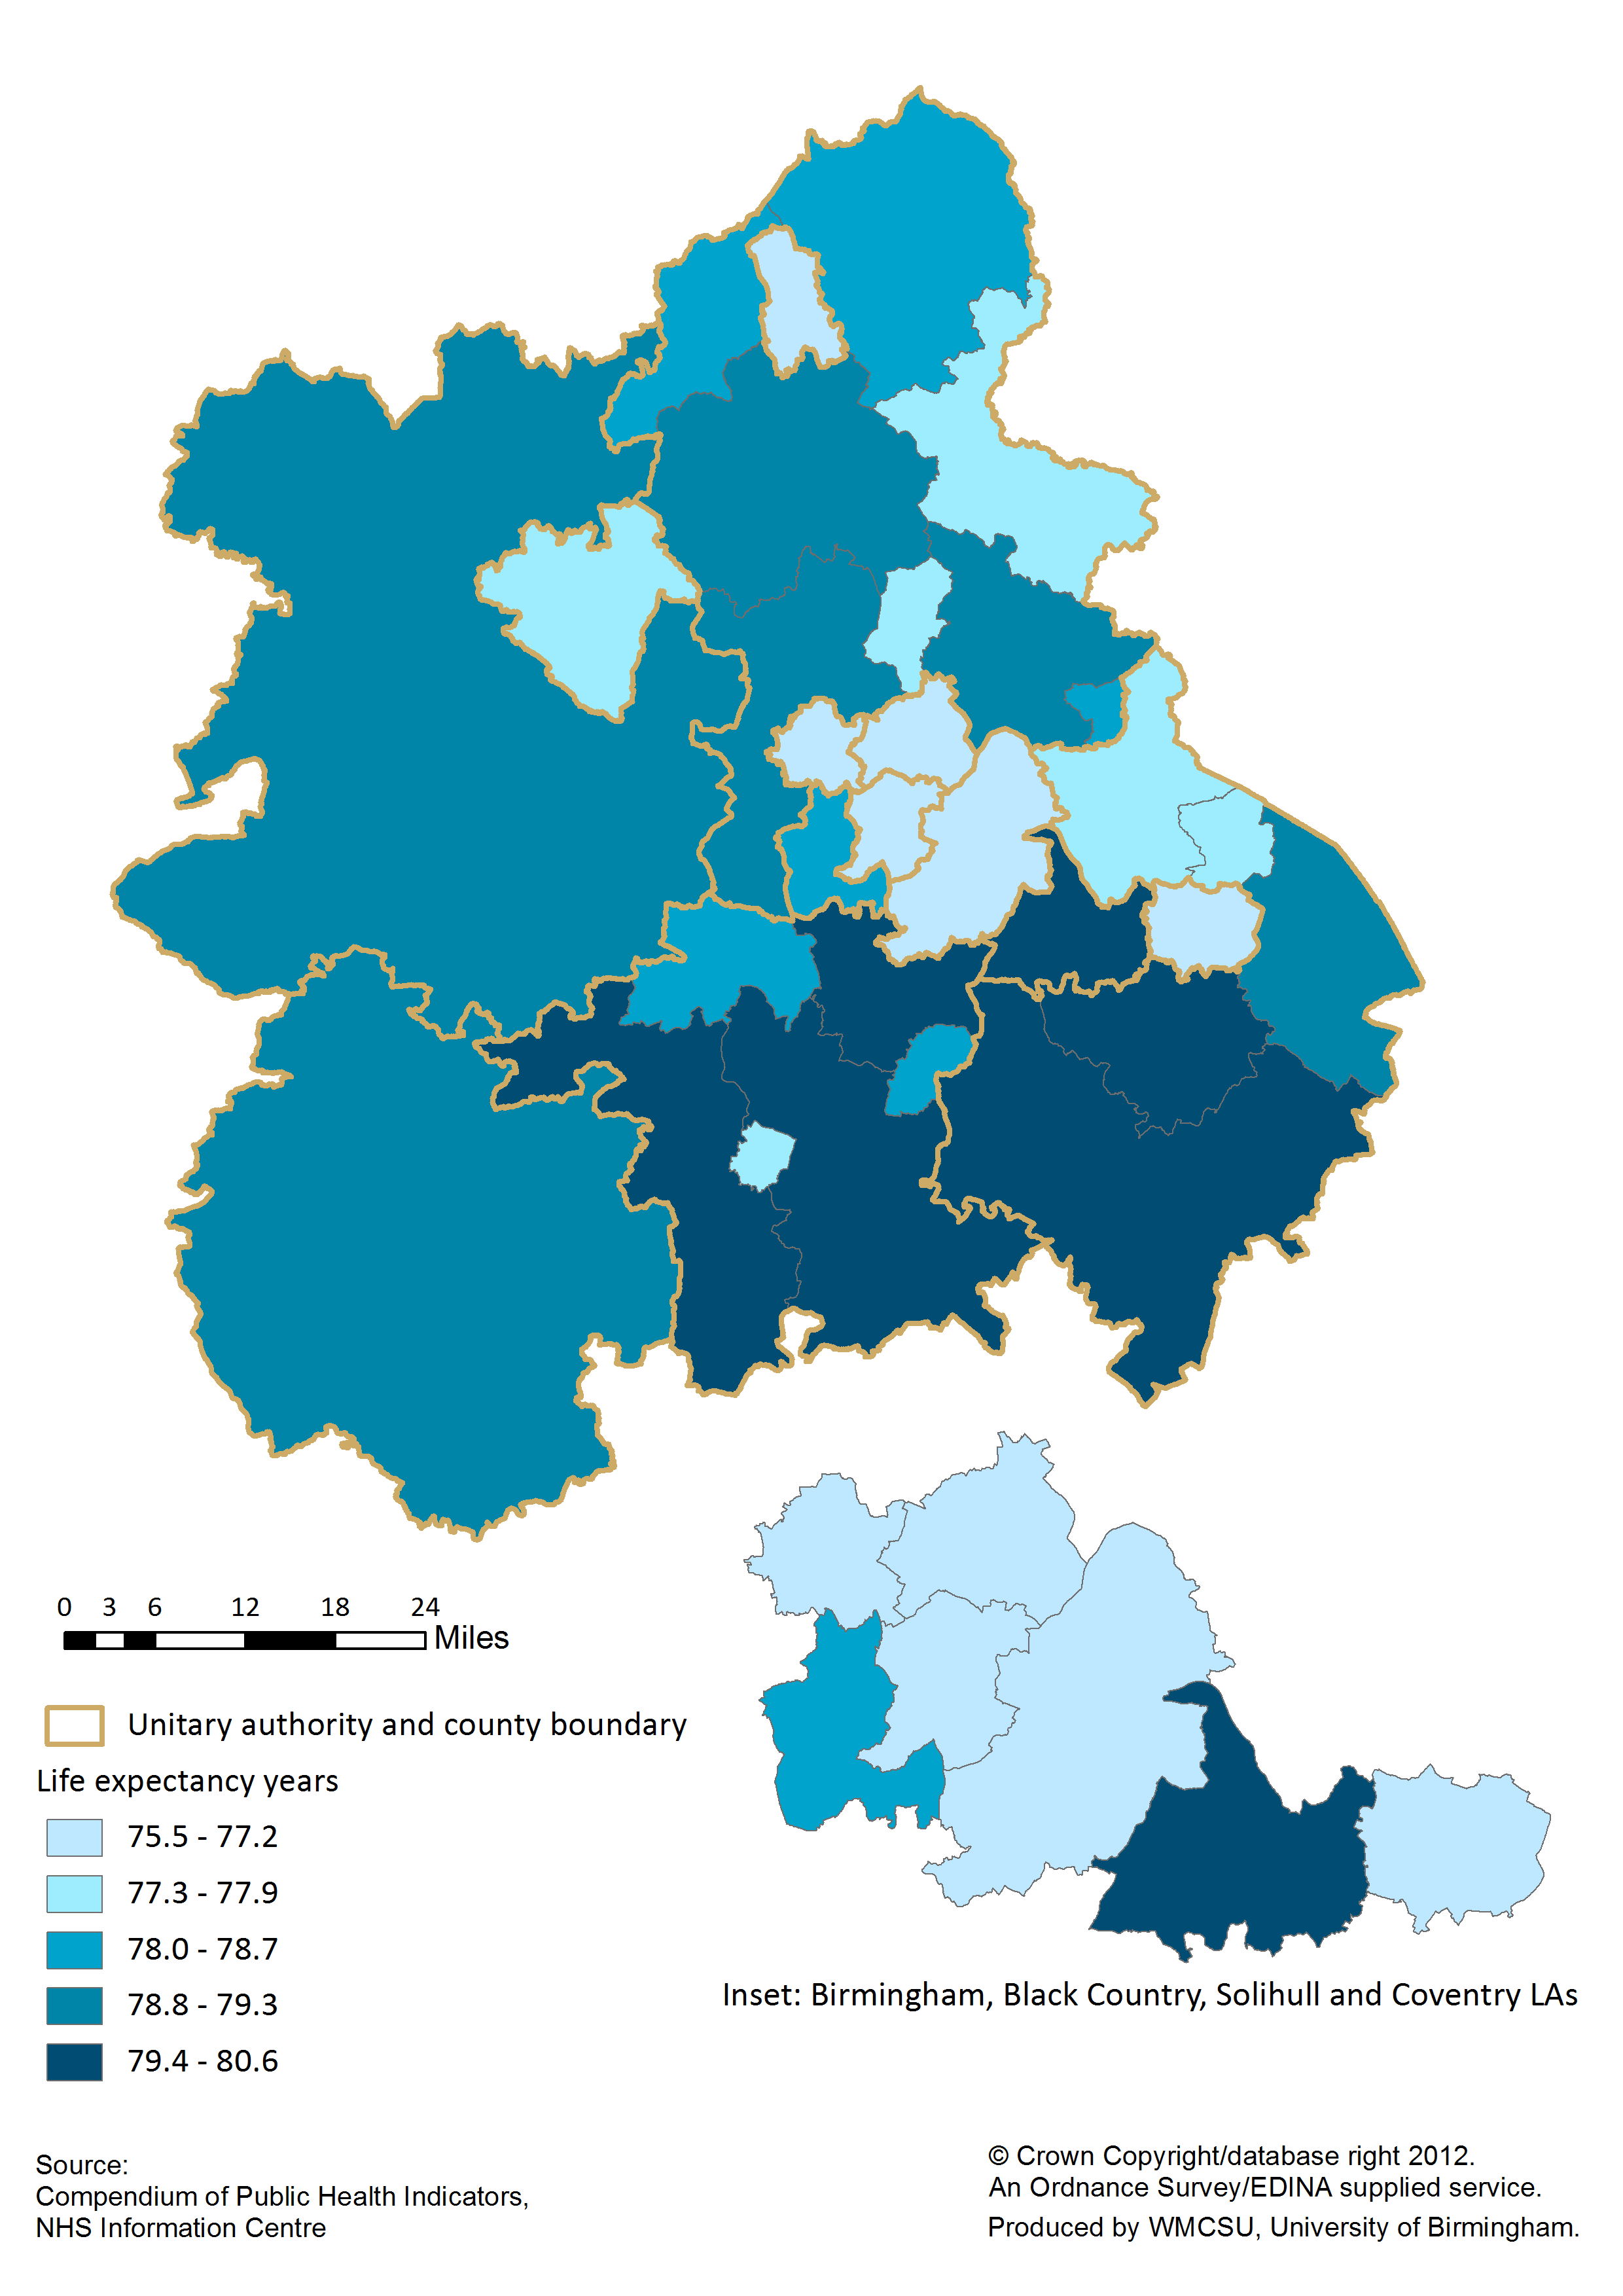 0 3 6 12 18 24
Miles
Unitary authority and county boundary
Life expectancy years
75.5 - 77.2
77.3 - 77.9
78.0 - 78.7
78.8 - 79.3
79.4 - 80.6
Inset: Birmingham, Black Country, Solihull and Coventry LAs
Source:
Compendium of Public Health Indicators,
NHS Information Centre
© Crown Copyright/database right 2012.
An Ordnance Survey/EDINA supplied service.
Produced by WMCSU, University of Birmingham.